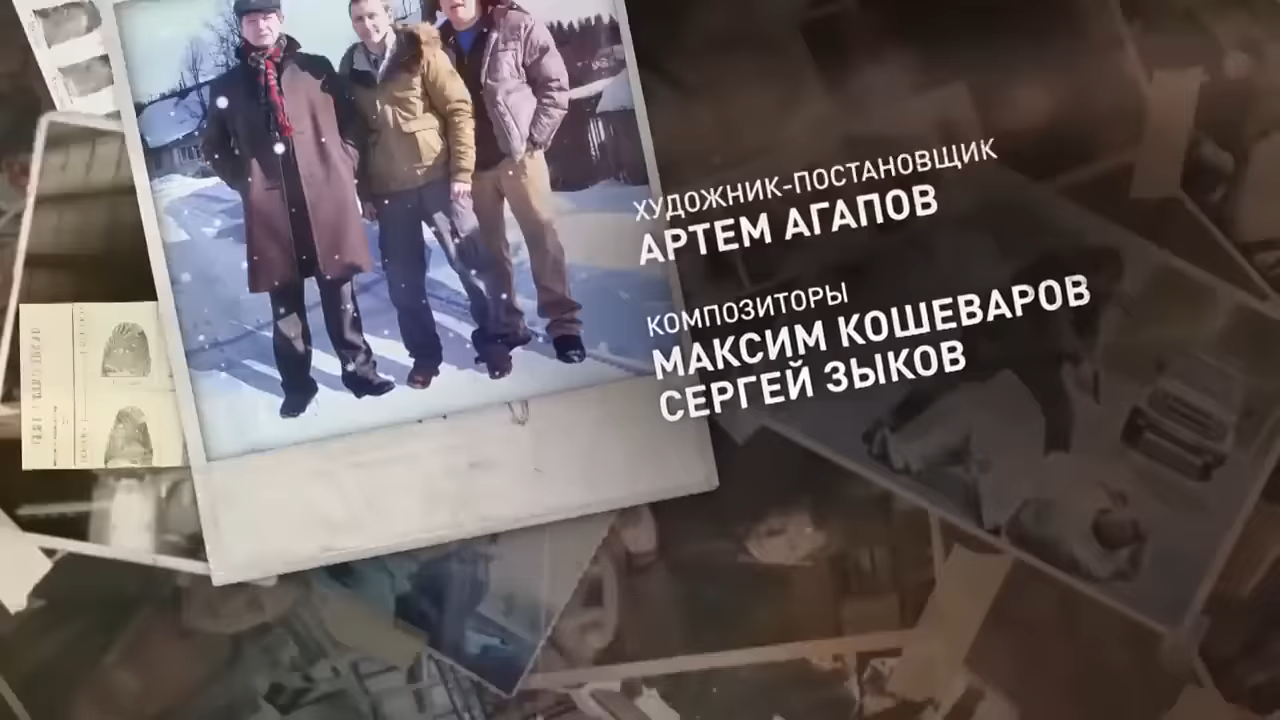 ХУДОЖНИК-ПОСТАНОВЩИК
АРТЕМ АГАПОВ
КОМПОЗИТОРЫ
МАКСИМ КОШЕВАРОВ
СЕРГЕЙ ЗЫКОВ